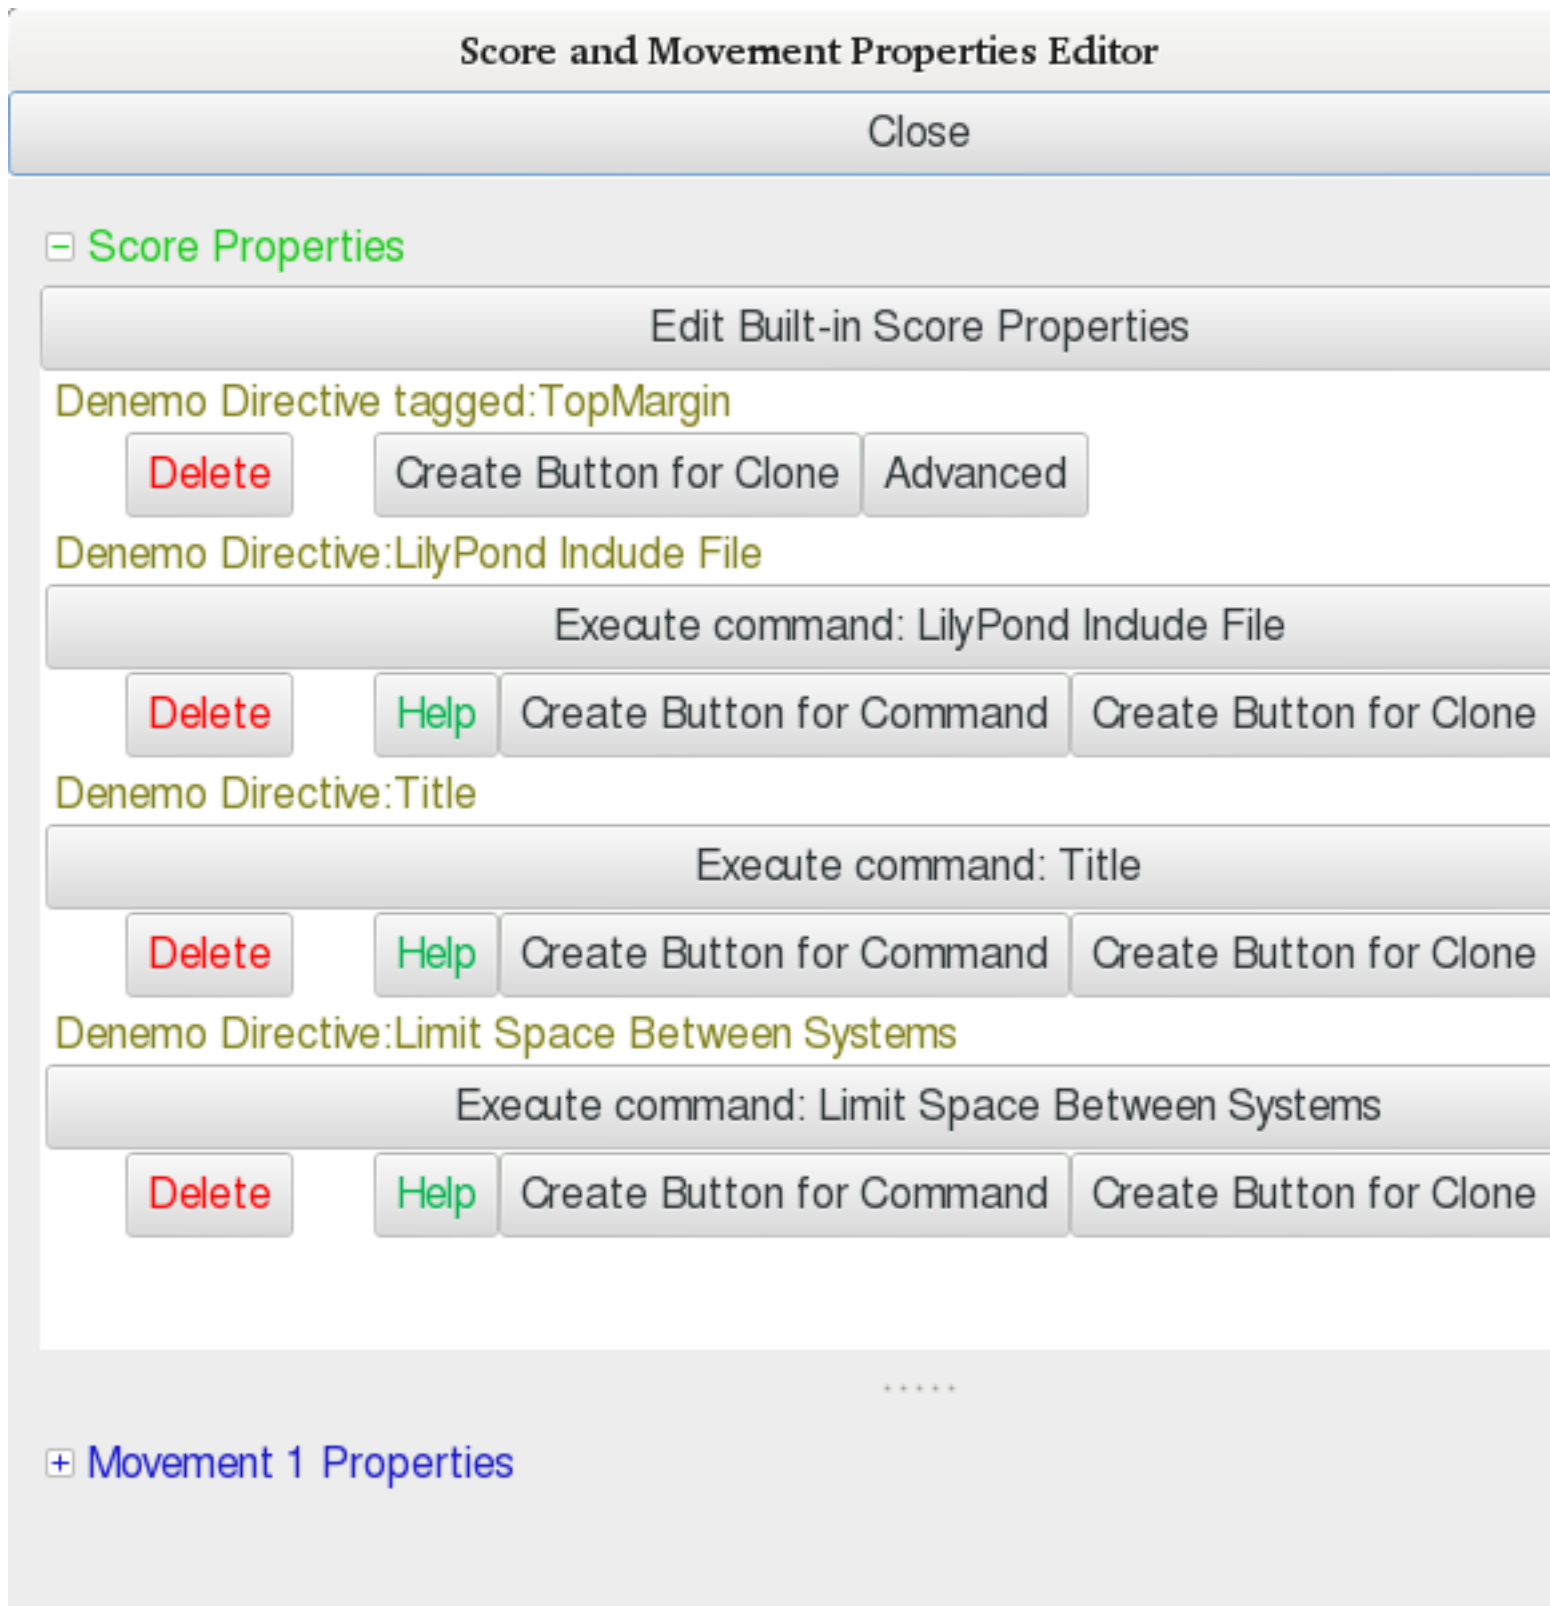 Score and Movement Properties Editor
Close
Score Properties
Edit Built-in Score Properties
Denemo Directive tagged:TopMargin
Delete Create Button for Clone Advanced
Denemo Directive:LilyPond Include File
Execute command: LilyPond Include File
Delete Help Create Button for Command Create Button for Clone
Denemo Directive:Title
Execute command: Title
Delete Help Create Button for Command Create Button for Clone
Denemo Directive:Limit Space Between Systems
Execute command: Limit Space Between Systems
Delete Help Create Button for Command Create Button for Clone
Movement 1 Properties